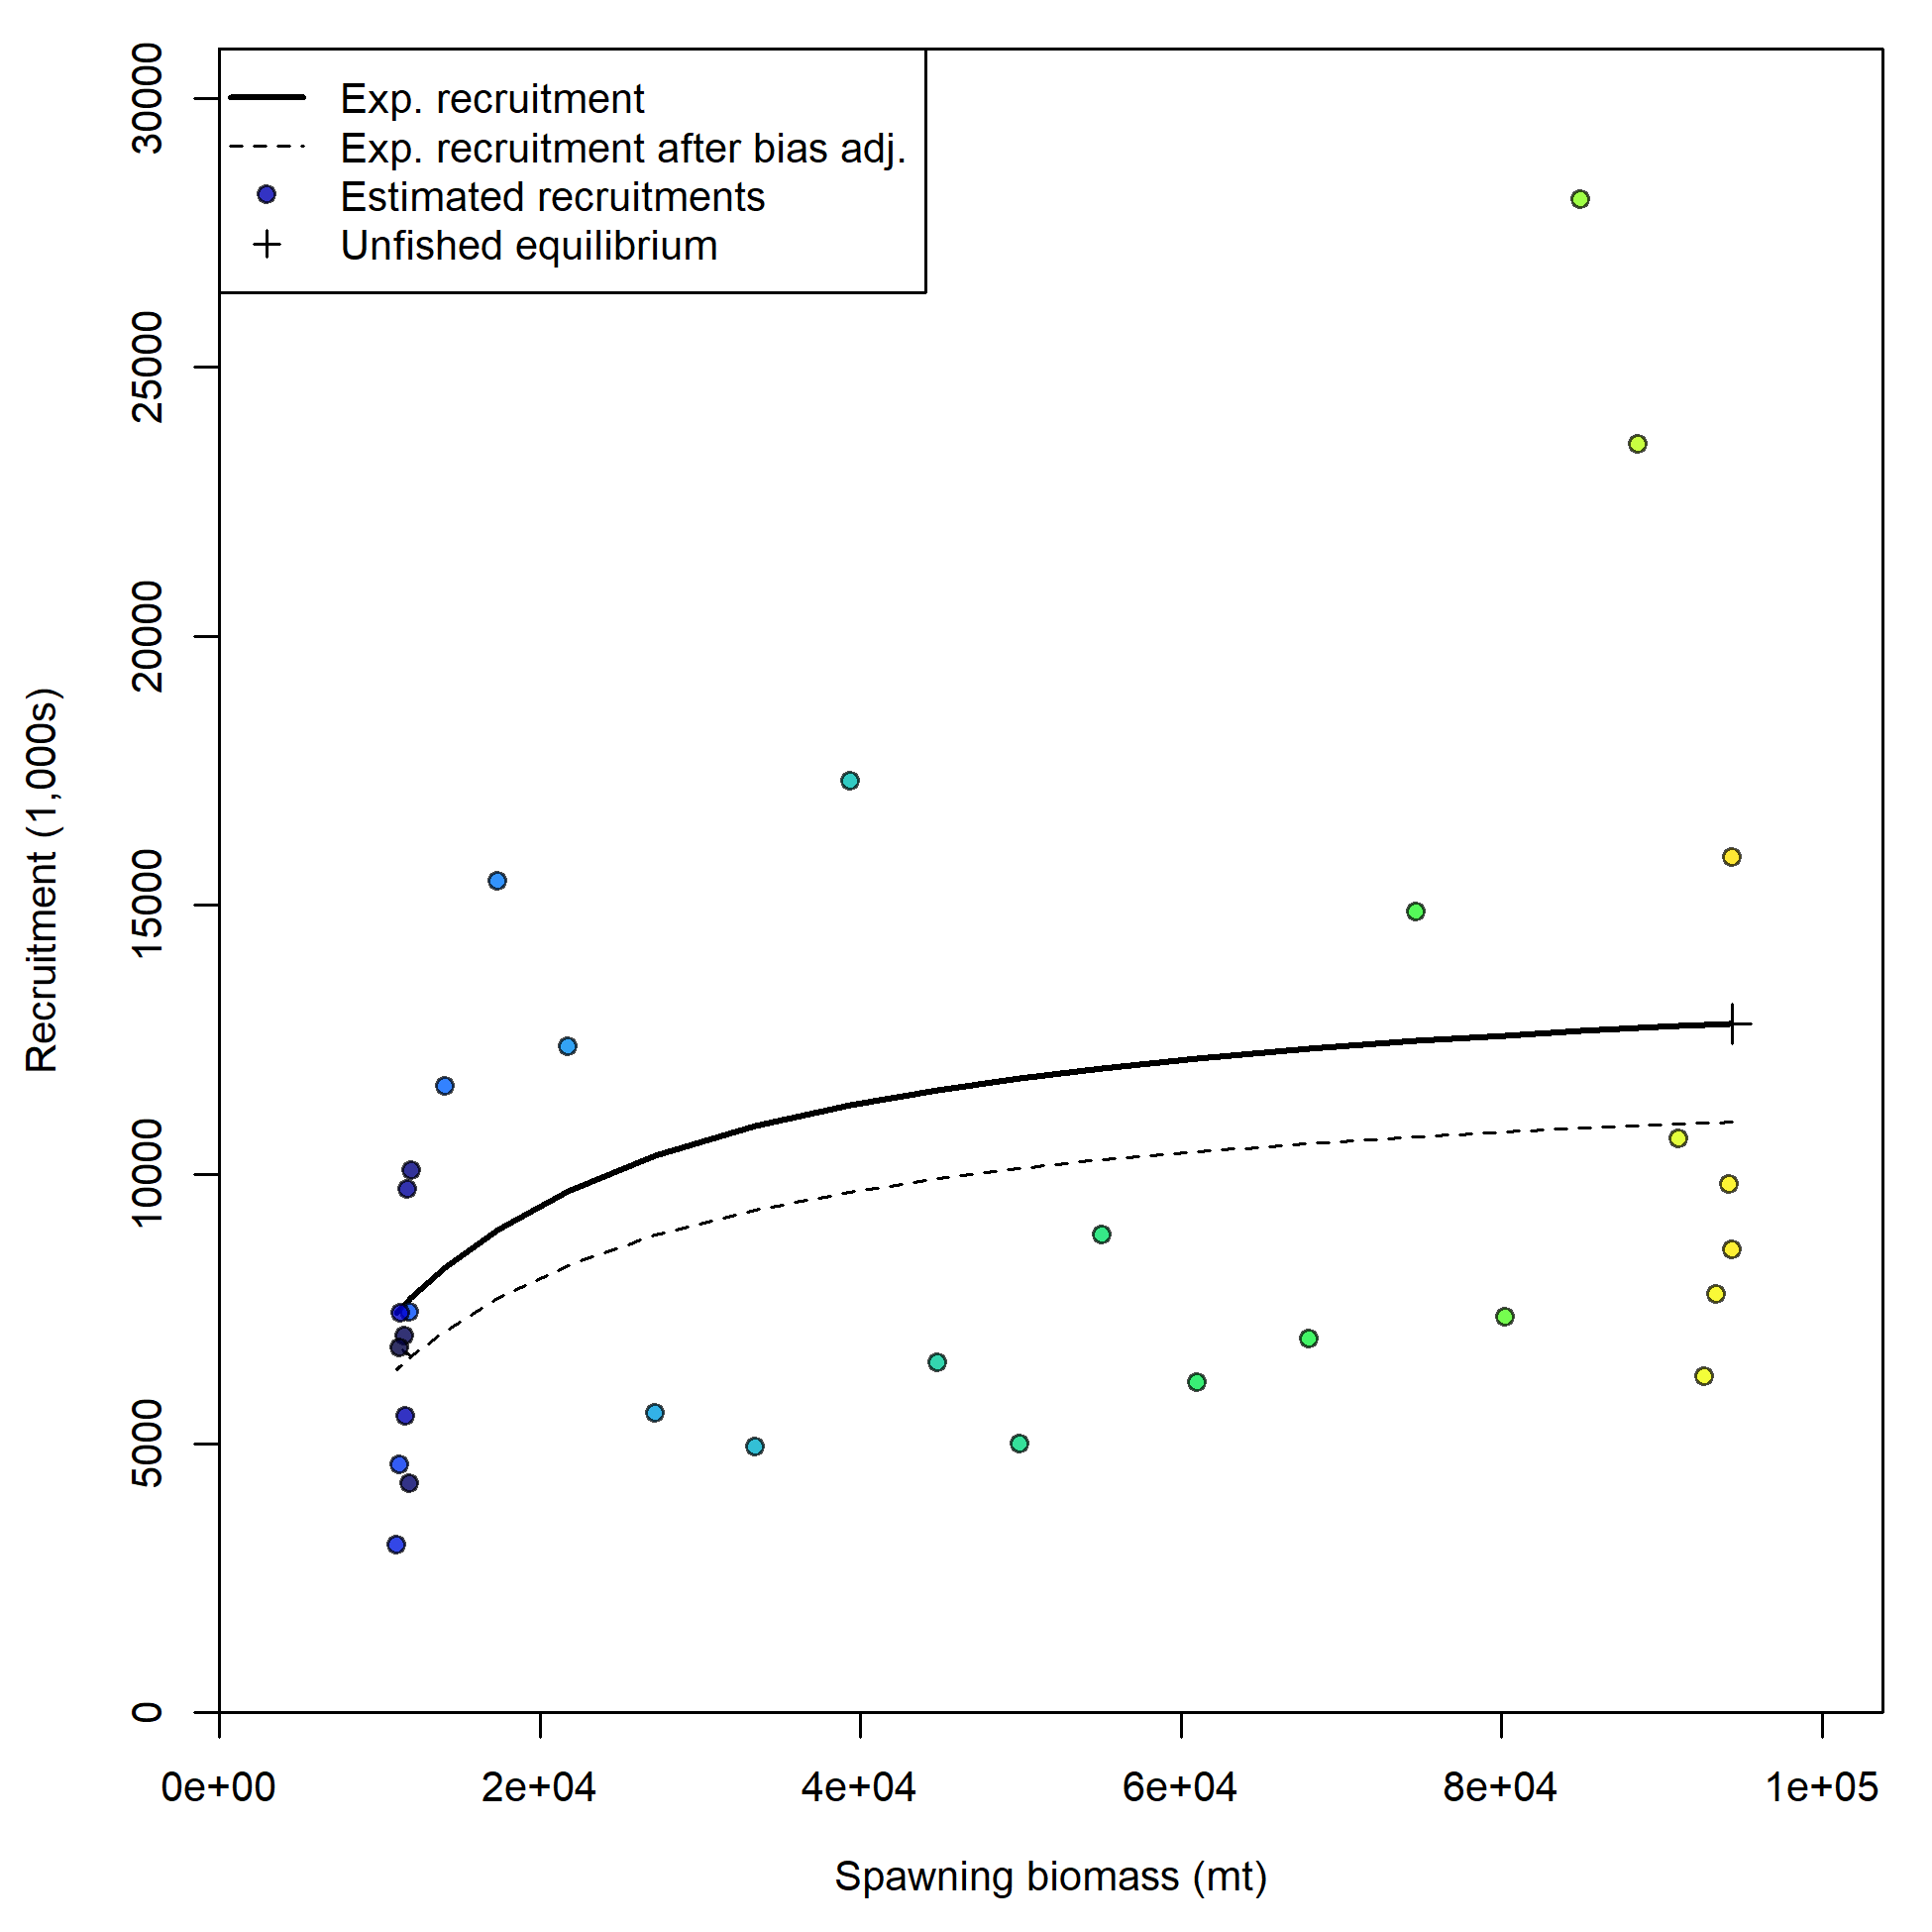 Exp. recruitment
Exp. recruitment after bias adj.
Estimated recruitments
Unfished equilibrium
30000
25000
20000
15000
10000
5000
0
Recruitment (1,000s)
0e+00 2e+04 4e+04 6e+04 8e+04 1e+05
Spawning biomass (mt)